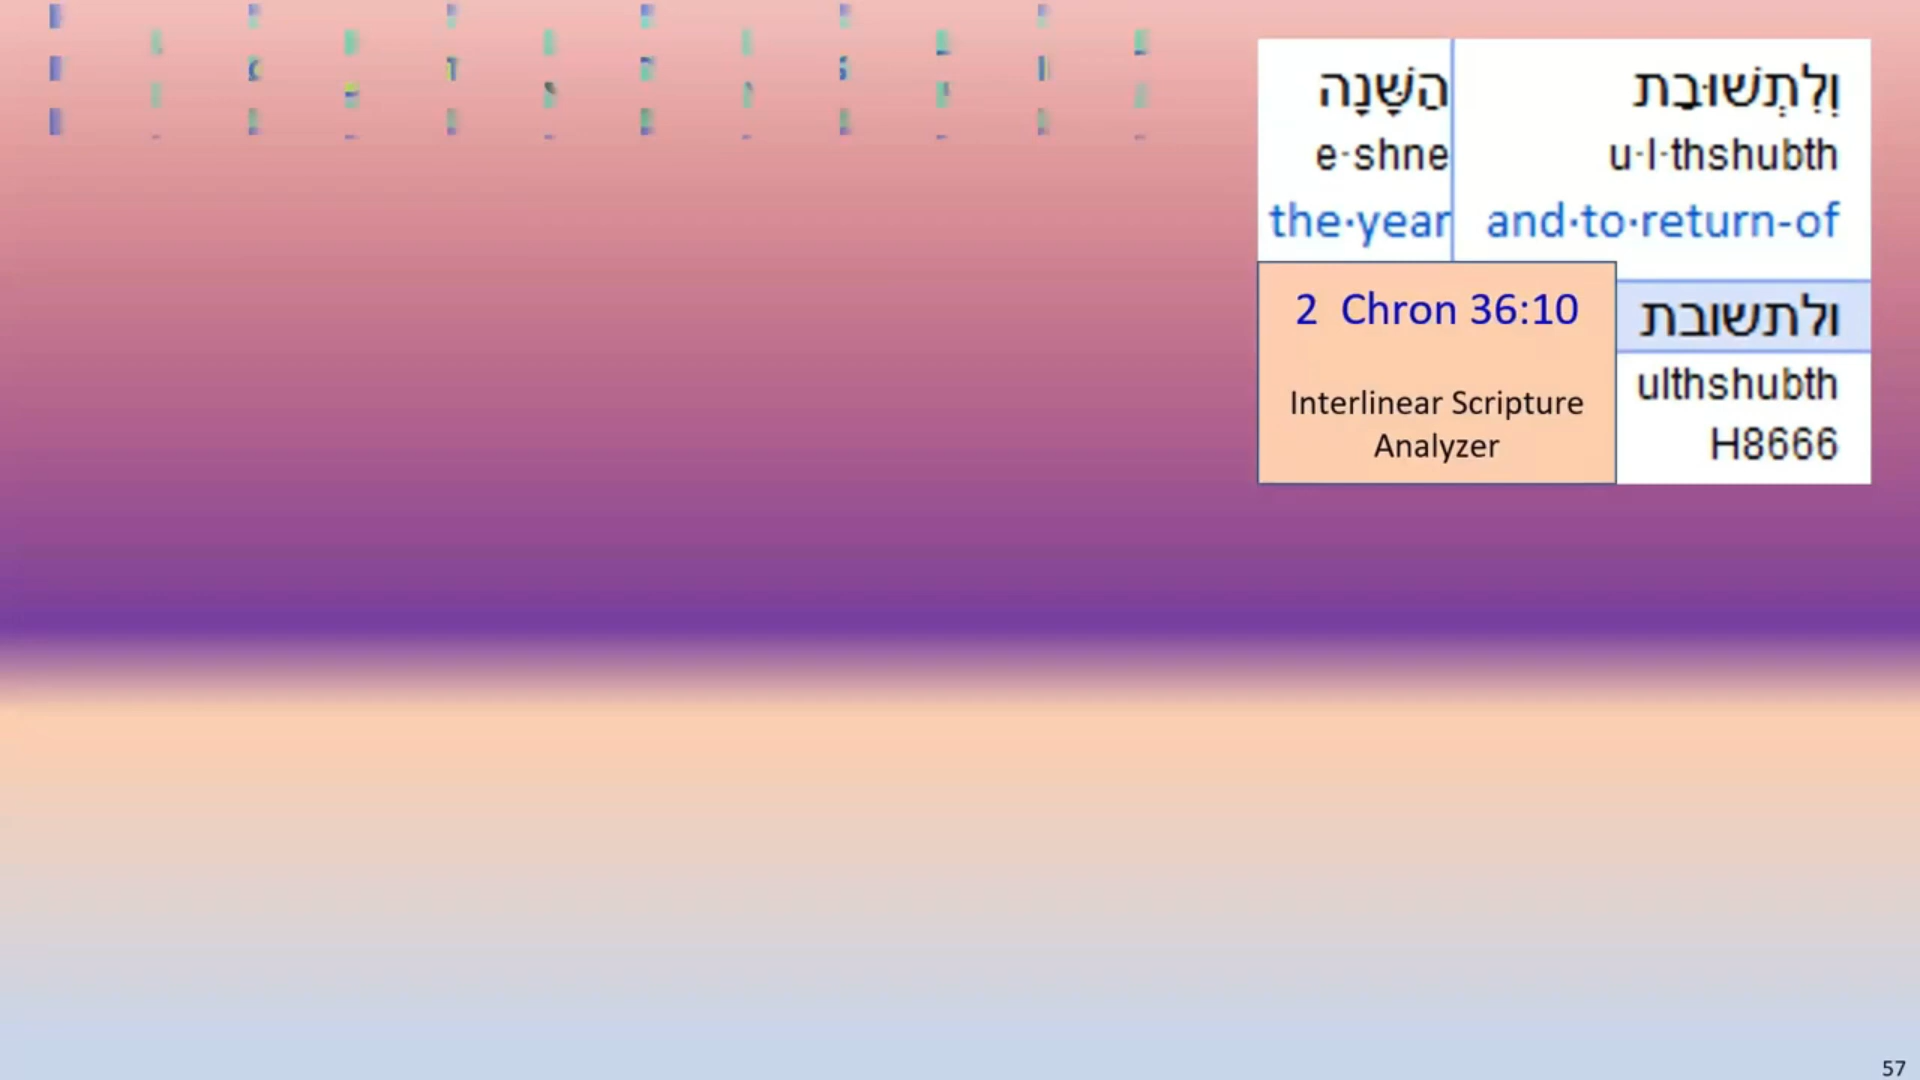 וְלִתְשׁוּבַת הַשָּׁנָה
u·l·thshubth e·shne
and·to·return-of the·year
2 Chron 36:10
Interlinear Scripture
Analyzer
ולתשובת
ulthshubth
H8666
57